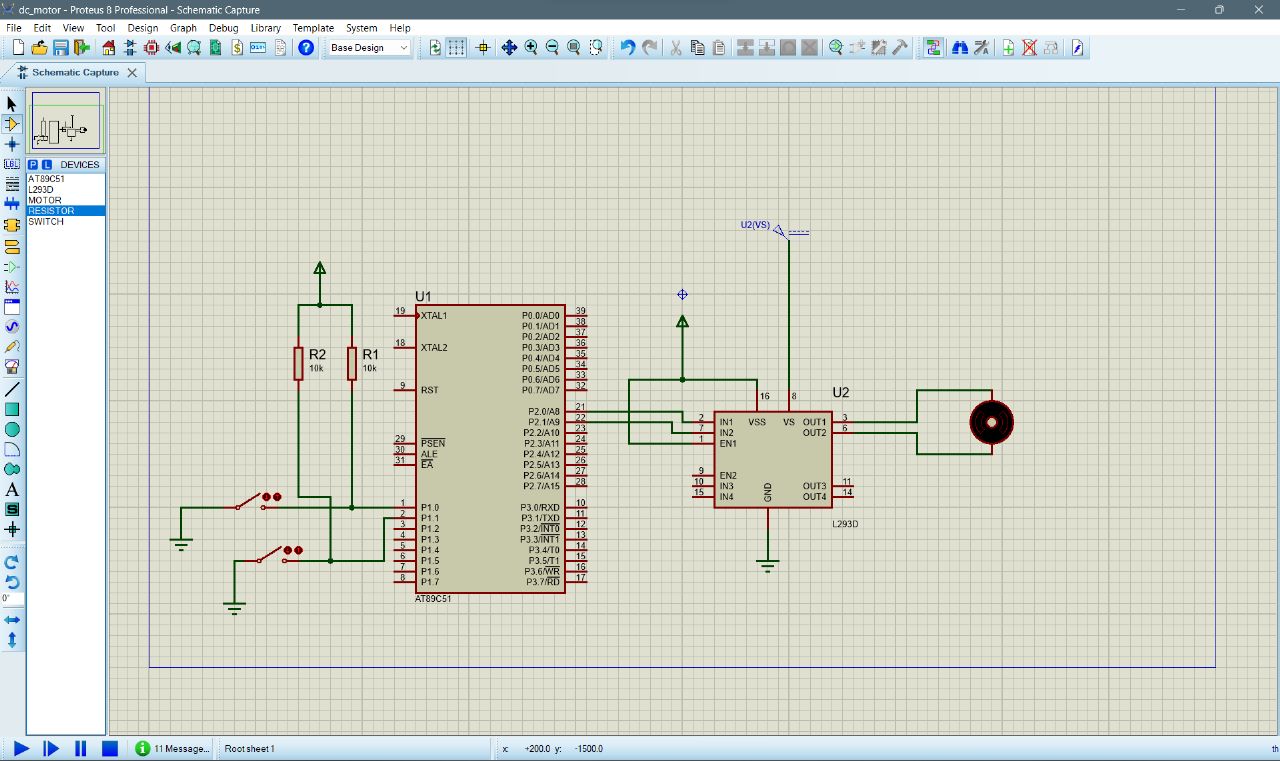 dc_motor - Proteus 8 Professional - Schematic Capture
File Edit View Tool Design Graph Debug Library Template System Help
Base Design
Schematic Capture
P L DEVICES
AT89C51
L293D
MOTOR
RESISTOR
SWITCH
LBL
A
S
0°
U2(VS)
U1
19 XTAL1
18 XTAL2
9 RST
29 PSEN
30 ALE
31 EA
1 P1.0
2 P1.1
3 P1.2
4 P1.3
5 P1.4
6 P1.5
7 P1.6
8 P1.7
P0.0/AD0 39
P0.1/AD1 38
P0.2/AD2 37
P0.3/AD3 36
P0.4/AD4 35
P0.5/AD5 34
P0.6/AD6 33
P0.7/AD7 32
P2.0/A8 21
P2.1/A9 22
P2.2/A10 23
P2.3/A11 24
P2.4/A12 25
P2.5/A13 26
P2.6/A14 27
P2.7/A15 28
P3.0/RXD 10
P3.1/TXD 11
P3.2/INT0 12
P3.3/INT1 13
P3.4/T0 14
P3.5/T1 15
P3.6/WR 16
P3.7/RD 17
AT89C51
R2
10k
R1
10k
U2
16 8
VSS VS
2 IN1
7 IN2
1 EN1
9 EN2
10 IN3
15 IN4
OUT1 3
OUT2 6
OUT3 11
OUT4 14
GND
L293D
11 Message... Root sheet 1 x: +200.0 y: -1500.0 th